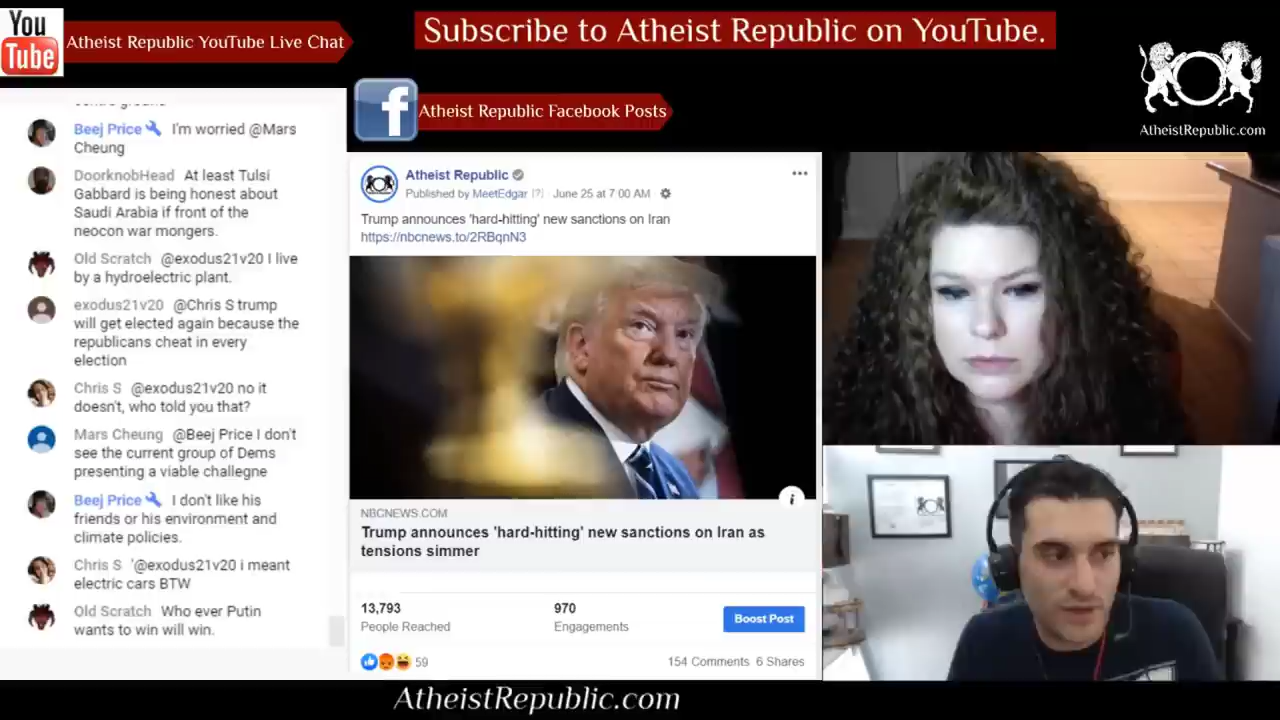 You
Tube
Atheist Republic YouTube Live Chat
Subscribe to Atheist Republic on YouTube.
AtheistRepublic.com
f
Atheist Republic Facebook Posts
Beej Price I'm worried @Mars
Cheung
DoorknobHead At least Tulsi
Gabbard is being honest about
Saudi Arabia if front of the
neocon war mongers.
Old Scratch @exodus21v20 I live
by a hydroelectric plant.
exodus21v20 @Chris S trump
will get elected again because the
republicans cheat in every
election
Chris S @exodus21v20 no it
doesn't, who told you that?
Mars Cheung @Beej Price I don't
see the current group of Dems
presenting a viable challegne
Beej Price I don't like his
friends or his environment and
climate policies.
Chris S '@exodus21v20 i meant
electric cars BTW
Old Scratch Who ever Putin
wants to win will win.
Atheist Republic
Published by MeetEdgar [?] · June 25 at 7:00 AM ·
Trump announces 'hard-hitting' new sanctions on Iran
https://nbcnews.to/2RBqnN3
i
NBCNEWS.COM
Trump announces 'hard-hitting' new sanctions on Iran as
tensions simmer
13,793
People Reached
970
Engagements
Boost Post
59
154 Comments 6 Shares
AtheistRepublic.com